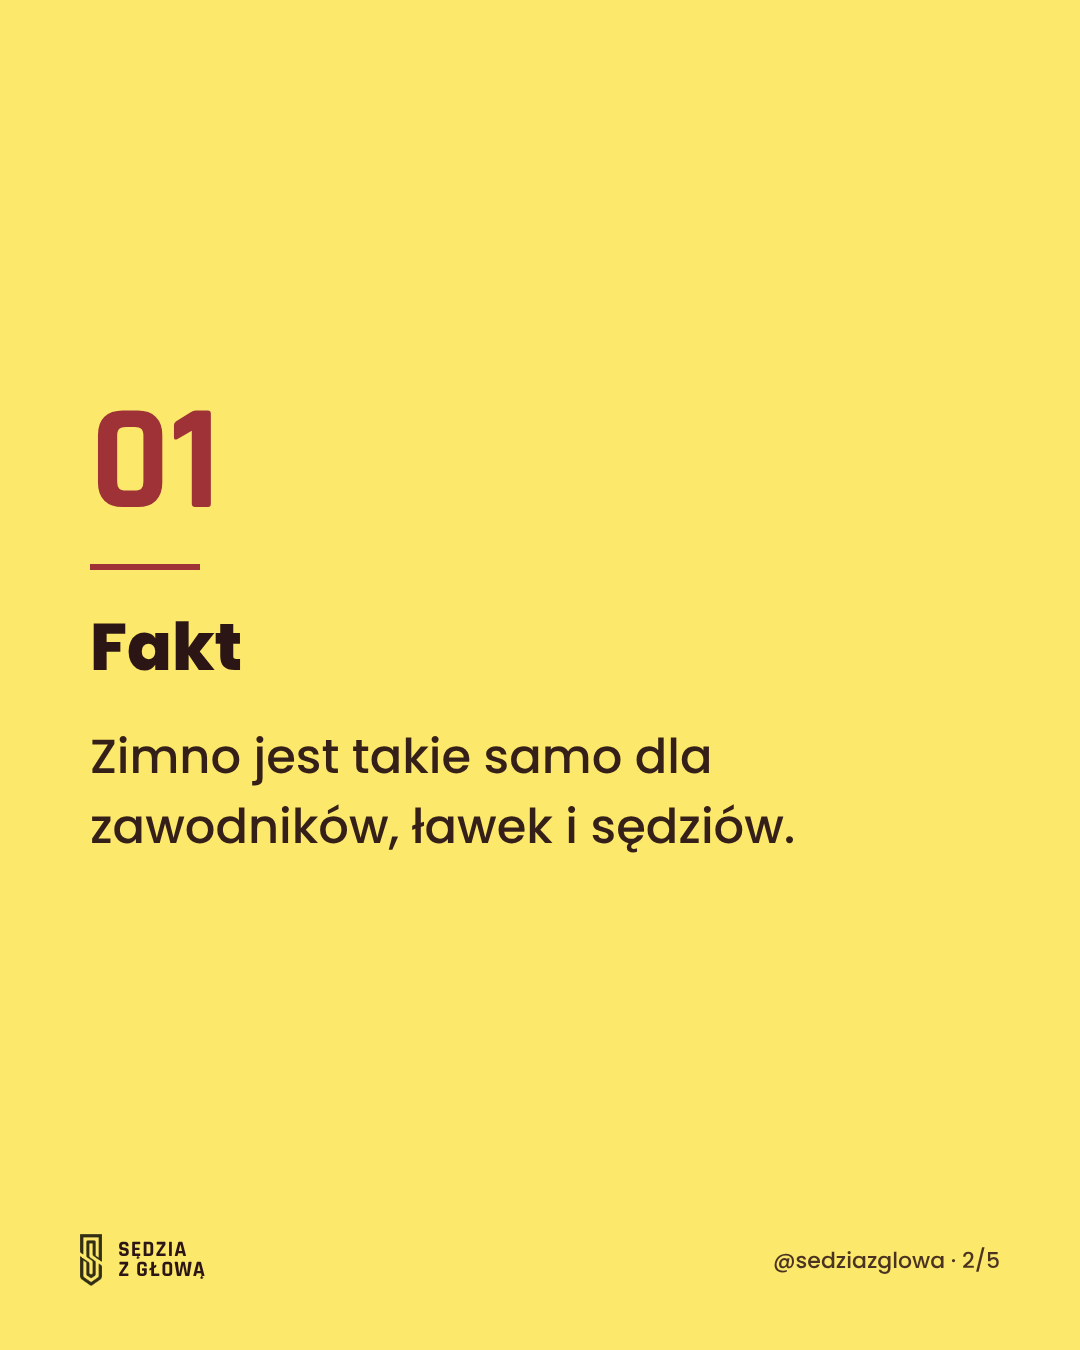 01
Fakt
Zimno jest takie samo dla
zawodników, ławek i sędziów.
SĘDZIA
Z GŁOWĄ
@sedziazglowa · 2/5